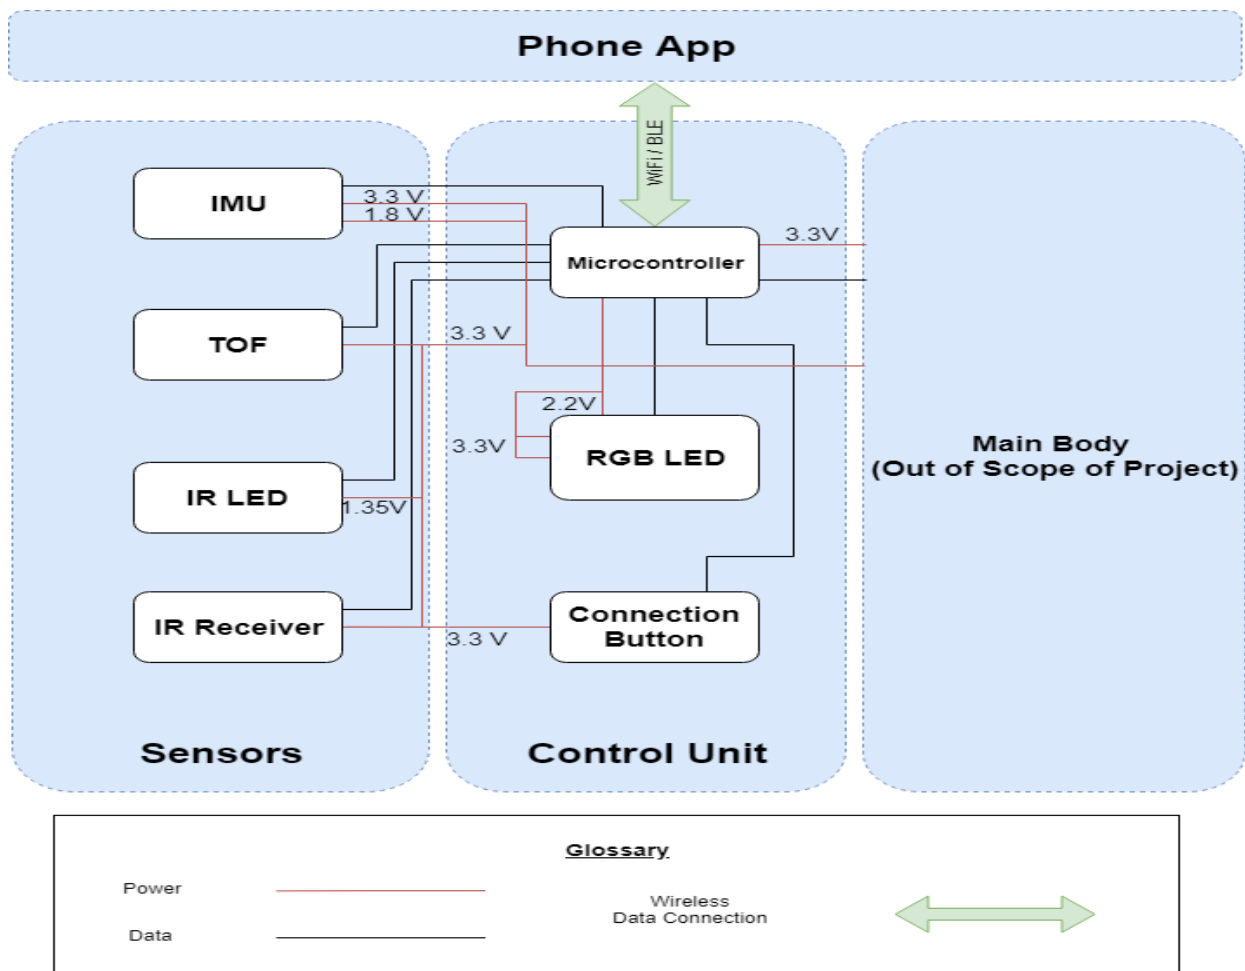 Phone App
WiFi / BLE
IMU
3.3 V
1.8 V
3.3V
Microcontroller
TOF
3.3 V
2.2V
3.3V
RGB LED
Main Body
(Out of Scope of Project)
IR LED
1.35V
IR Receiver
3.3 V
Connection
Button
Sensors
Control Unit
Glossary
Power
Wireless
Data Connection
Data